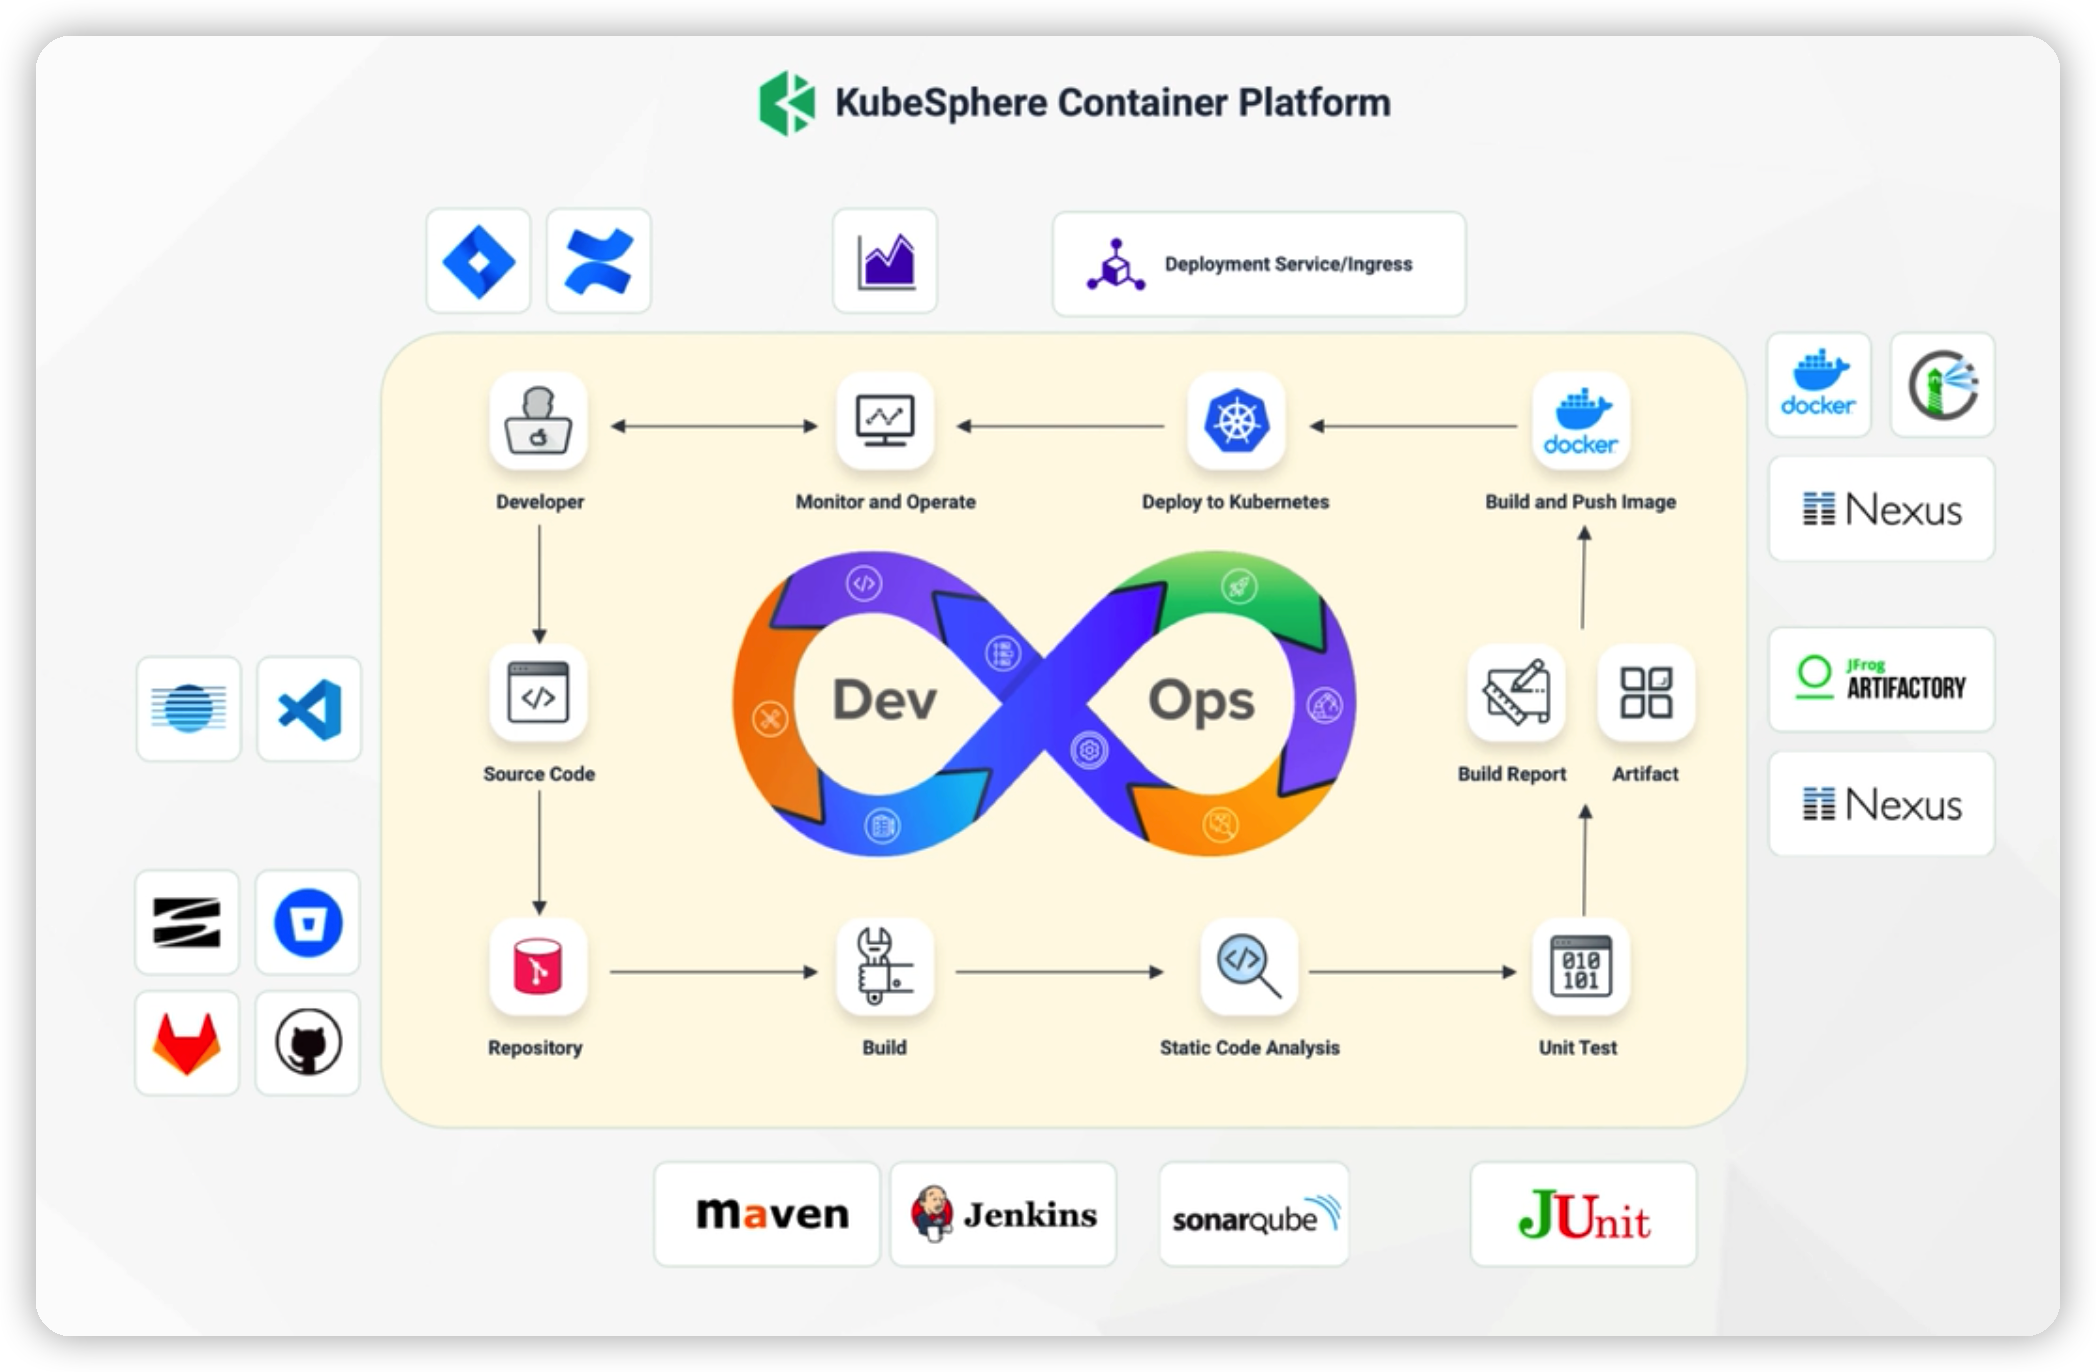 KubeSphere Container Platform
Deployment Service/Ingress
docker
docker
Developer
Monitor and Operate
Deploy to Kubernetes
Build and Push Image
Nexus
Dev
Ops
JFrog
ARTIFACTORY
Source Code
Build Report
Artifact
Nexus
010
101
Repository
Build
Static Code Analysis
Unit Test
maven
Jenkins
sonarqube
JUnit